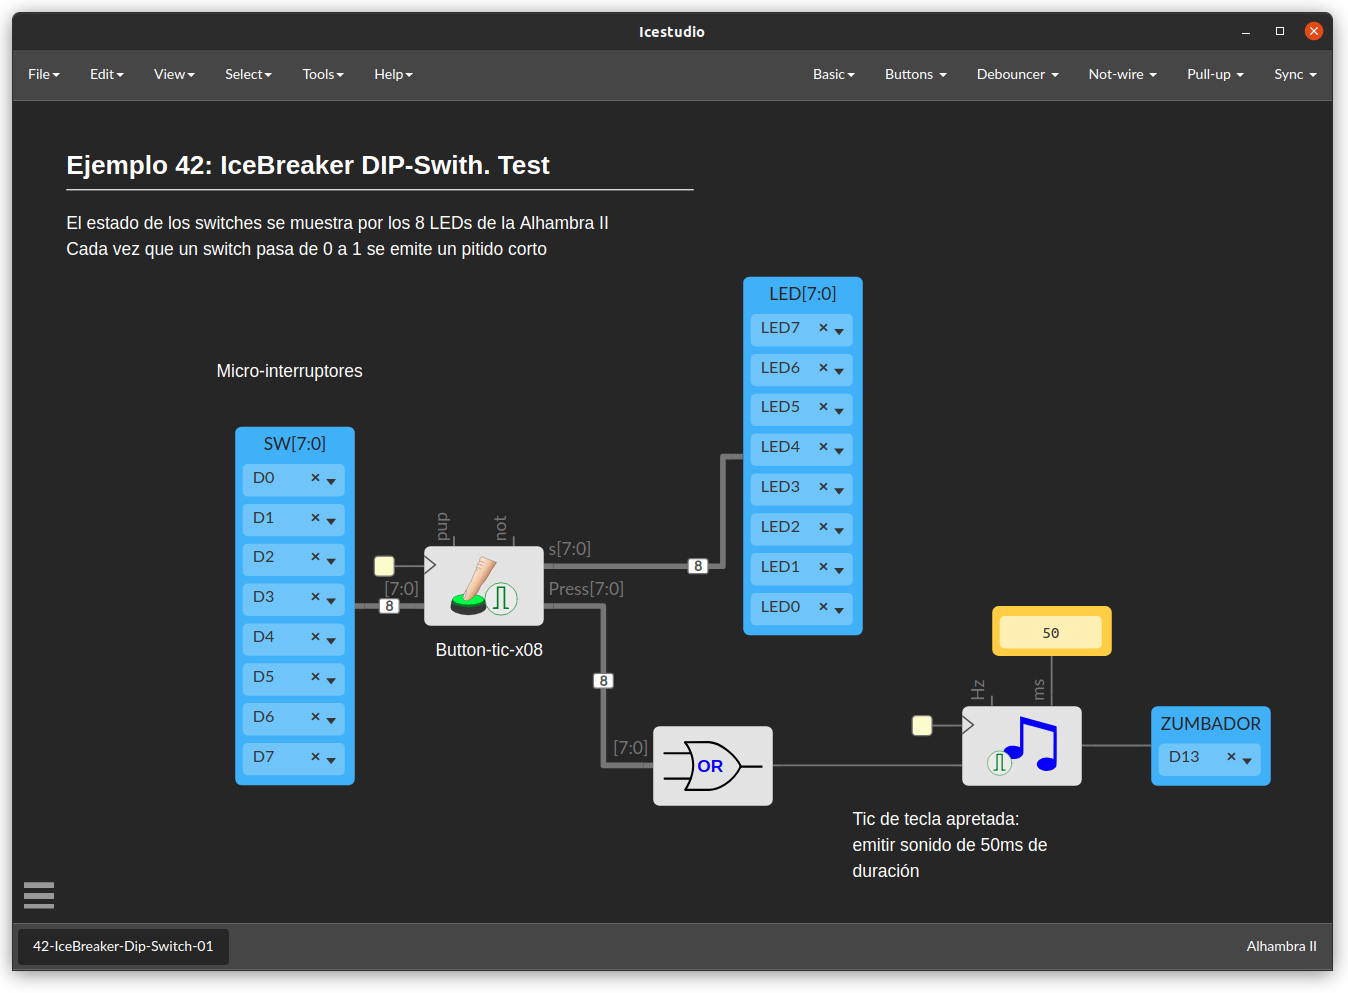 Icestudio
File Edit View Select Tools Help Basic Buttons Debouncer Not-wire Pull-up Sync
Ejemplo 42: IceBreaker DIP-Swith. Test
El estado de los switches se muestra por los 8 LEDs de la Alhambra II
Cada vez que un switch pasa de 0 a 1 se emite un pitido corto
Micro-interruptores
SW[7:0]
D0
D1
D2
D3
D4
D5
D6
D7
[7:0]
8
pup
not
s[7:0]
Press[7:0]
Button-tic-x08
8
8
LED[7:0]
LED7
LED6
LED5
LED4
LED3
LED2
LED1
LED0
[7:0]
OR
50
Hz
ms
ZUMBADOR
D13
Tic de tecla apretada:
emitir sonido de 50ms de
duración
42-IceBreaker-Dip-Switch-01
Alhambra II